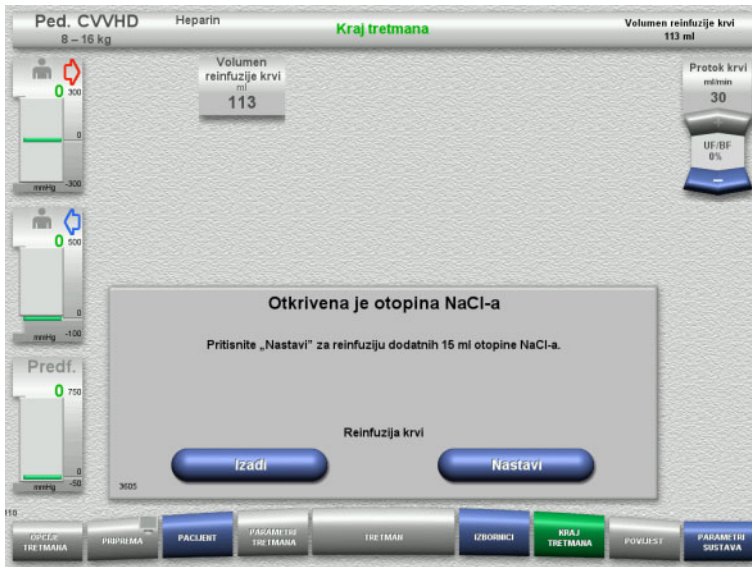 Ped. CVVHD
8 – 16 kg
Heparin
Kraj tretmana
Volumen reinfuzije krvi
113 ml
0
300
0
mmHg
-300
0
500
0
mmHg
-100
Predf.
0
750
0
mmHg
-50
Volumen
reinfuzije krvi
ml
113
Protok krvi
ml/min
30
+
UF/BF
0%
–
Otkrivena je otopina NaCl-a
Pritisnite „Nastavi” za reinfuziju dodatnih 15 ml otopine NaCl-a.
Reinfuzija krvi
Izađi
Nastavi
3605
110
OPCIJE
TRETMANA
PRIPREMA
PACIJENT
PARAMETRI
TRETMANA
TRETMAN
IZBORNICI
KRAJ
TRETMANA
POVIJEST
PARAMETRI
SUSTAVA